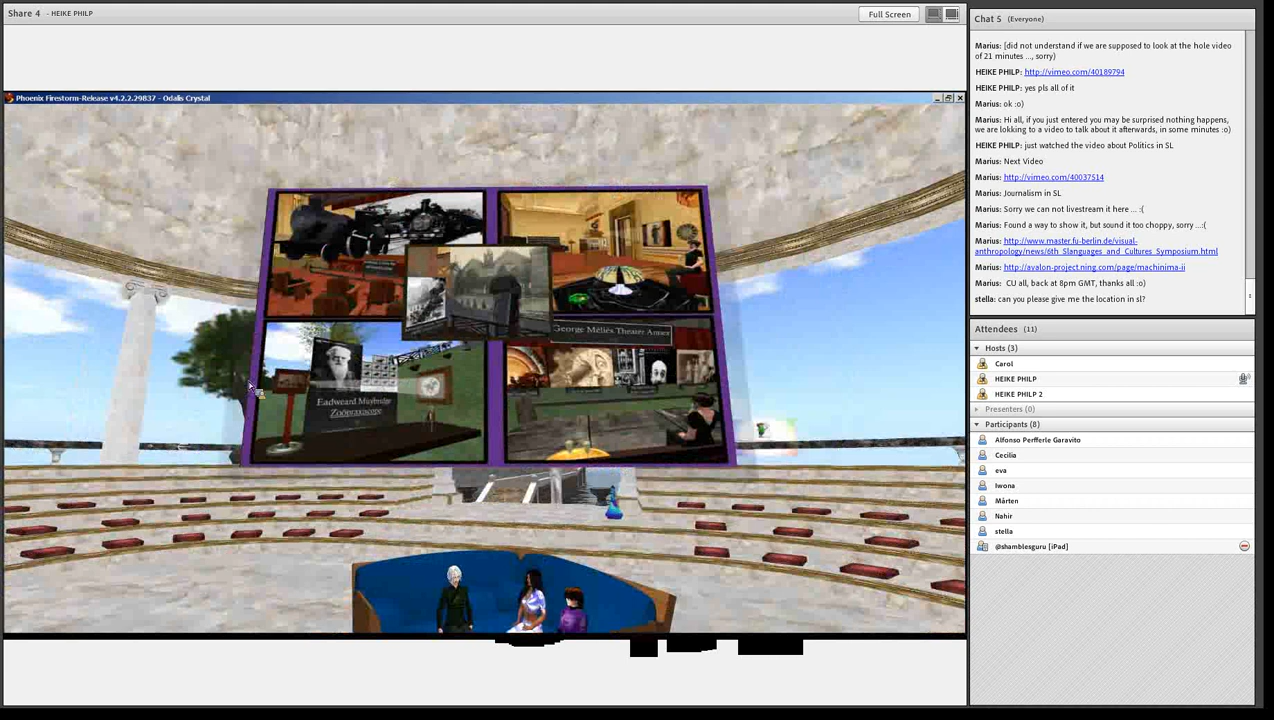 Share 4 - HEIKE PHILP
Full Screen
Phoenix Firestorm-Release v4.2.2.29837 - Odalis Crystal
George Méliès Theater Automat
Eadweard Muybridge
Zoöpraxiscope
Chat 5 (Everyone)
Marius: [did not understand if we are supposed to look at the hole video
of 21 minutes ..., sorry)
HEIKE PHILP: http://vimeo.com/40189794
HEIKE PHILP: yes pls all of it
Marius: ok :o)
Marius: Hi all, if you just entered you may be surprised nothing happens,
we are lokking to a video to talk about it afterwards, in some minutes :o)
HEIKE PHILP: just watched the video about Politics in SL
Marius: Next Video
Marius: http://vimeo.com/40037514
Marius: Journalism in SL
Marius: Sorry we can not livestream it here ... :(
Marius: Found a way to show it, but sound it too choppy, sorry ...:(
Marius: http://www.master.fu-berlin.de/visual-
anthropology/news/6th_Slanguages_and_Cultures_Symposium.html
Marius: http://avalon-project.ning.com/page/machinima-ii
Marius: CU all, back at 8pm GMT, thanks all :o)
stella: can you please give me the location in sl?
Attendees (11)
Hosts (3)
Carol
HEIKE PHILP
HEIKE PHILP 2
Presenters (0)
Participants (8)
Alfonso Perfferle Garavito
Cecilia
eva
Iwona
Mårten
Nahir
stella
@shamblesguru [iPad]